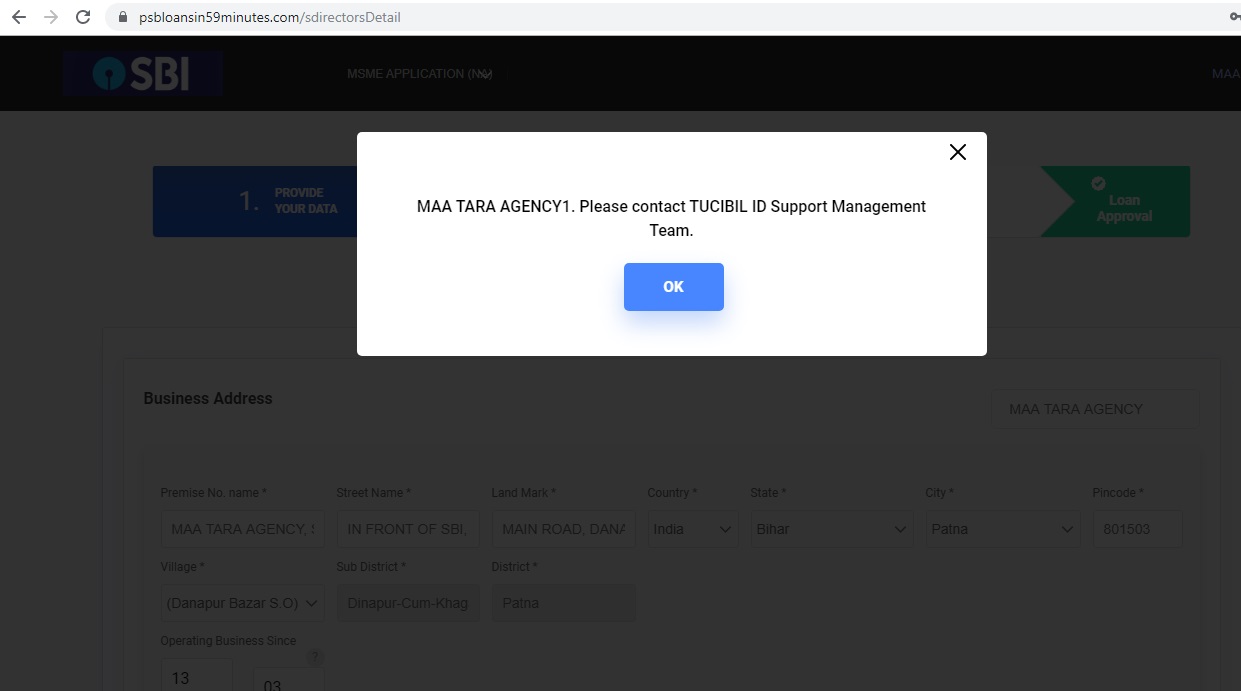 psbloansin59minutes.com/sdirectorsDetail
SBI
MSME APPLICATION (NA)
MAA
MAA TARA AGENCY1. Please contact TUCIBIL ID Support Management
Team.
OK
1.
PROVIDE
YOUR DATA
Loan
Approval
Business Address
MAA TARA AGENCY
Premise No. name * Street Name * Land Mark * Country * State * City * Pincode *
MAA TARA AGENCY, IN FRONT OF SBI, MAIN ROAD, DANA India Bihar Patna 801503
Village * Sub District * District *
(Danapur Bazar S.O) Dinapur-Cum-Khag Patna
Operating Business Since
?
13 03